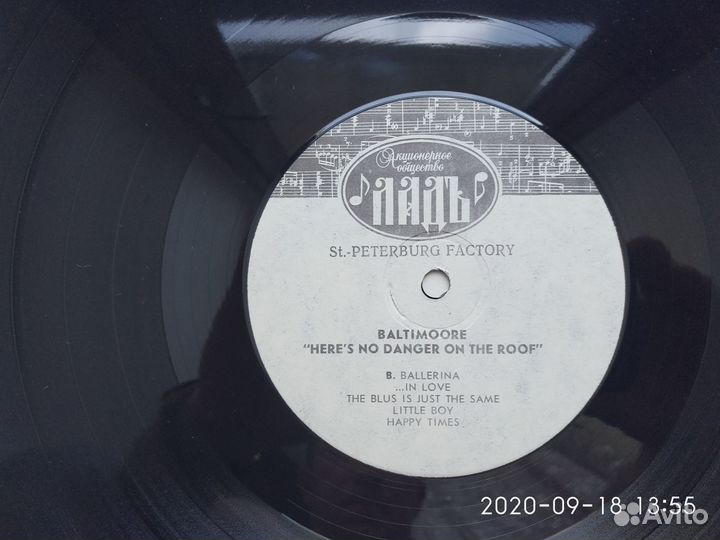 Акционерное
общество
ЛАДЪ
St.-PETERBURG FACTORY
BALTIMOORE
"HERE'S NO DANGER ON THE ROOF"
B. BALLERINA
...IN LOVE
THE BLUS IS JUST THE SAME
LITTLE BOY
HAPPY TIMES
2020-09-18 13:55
Avito